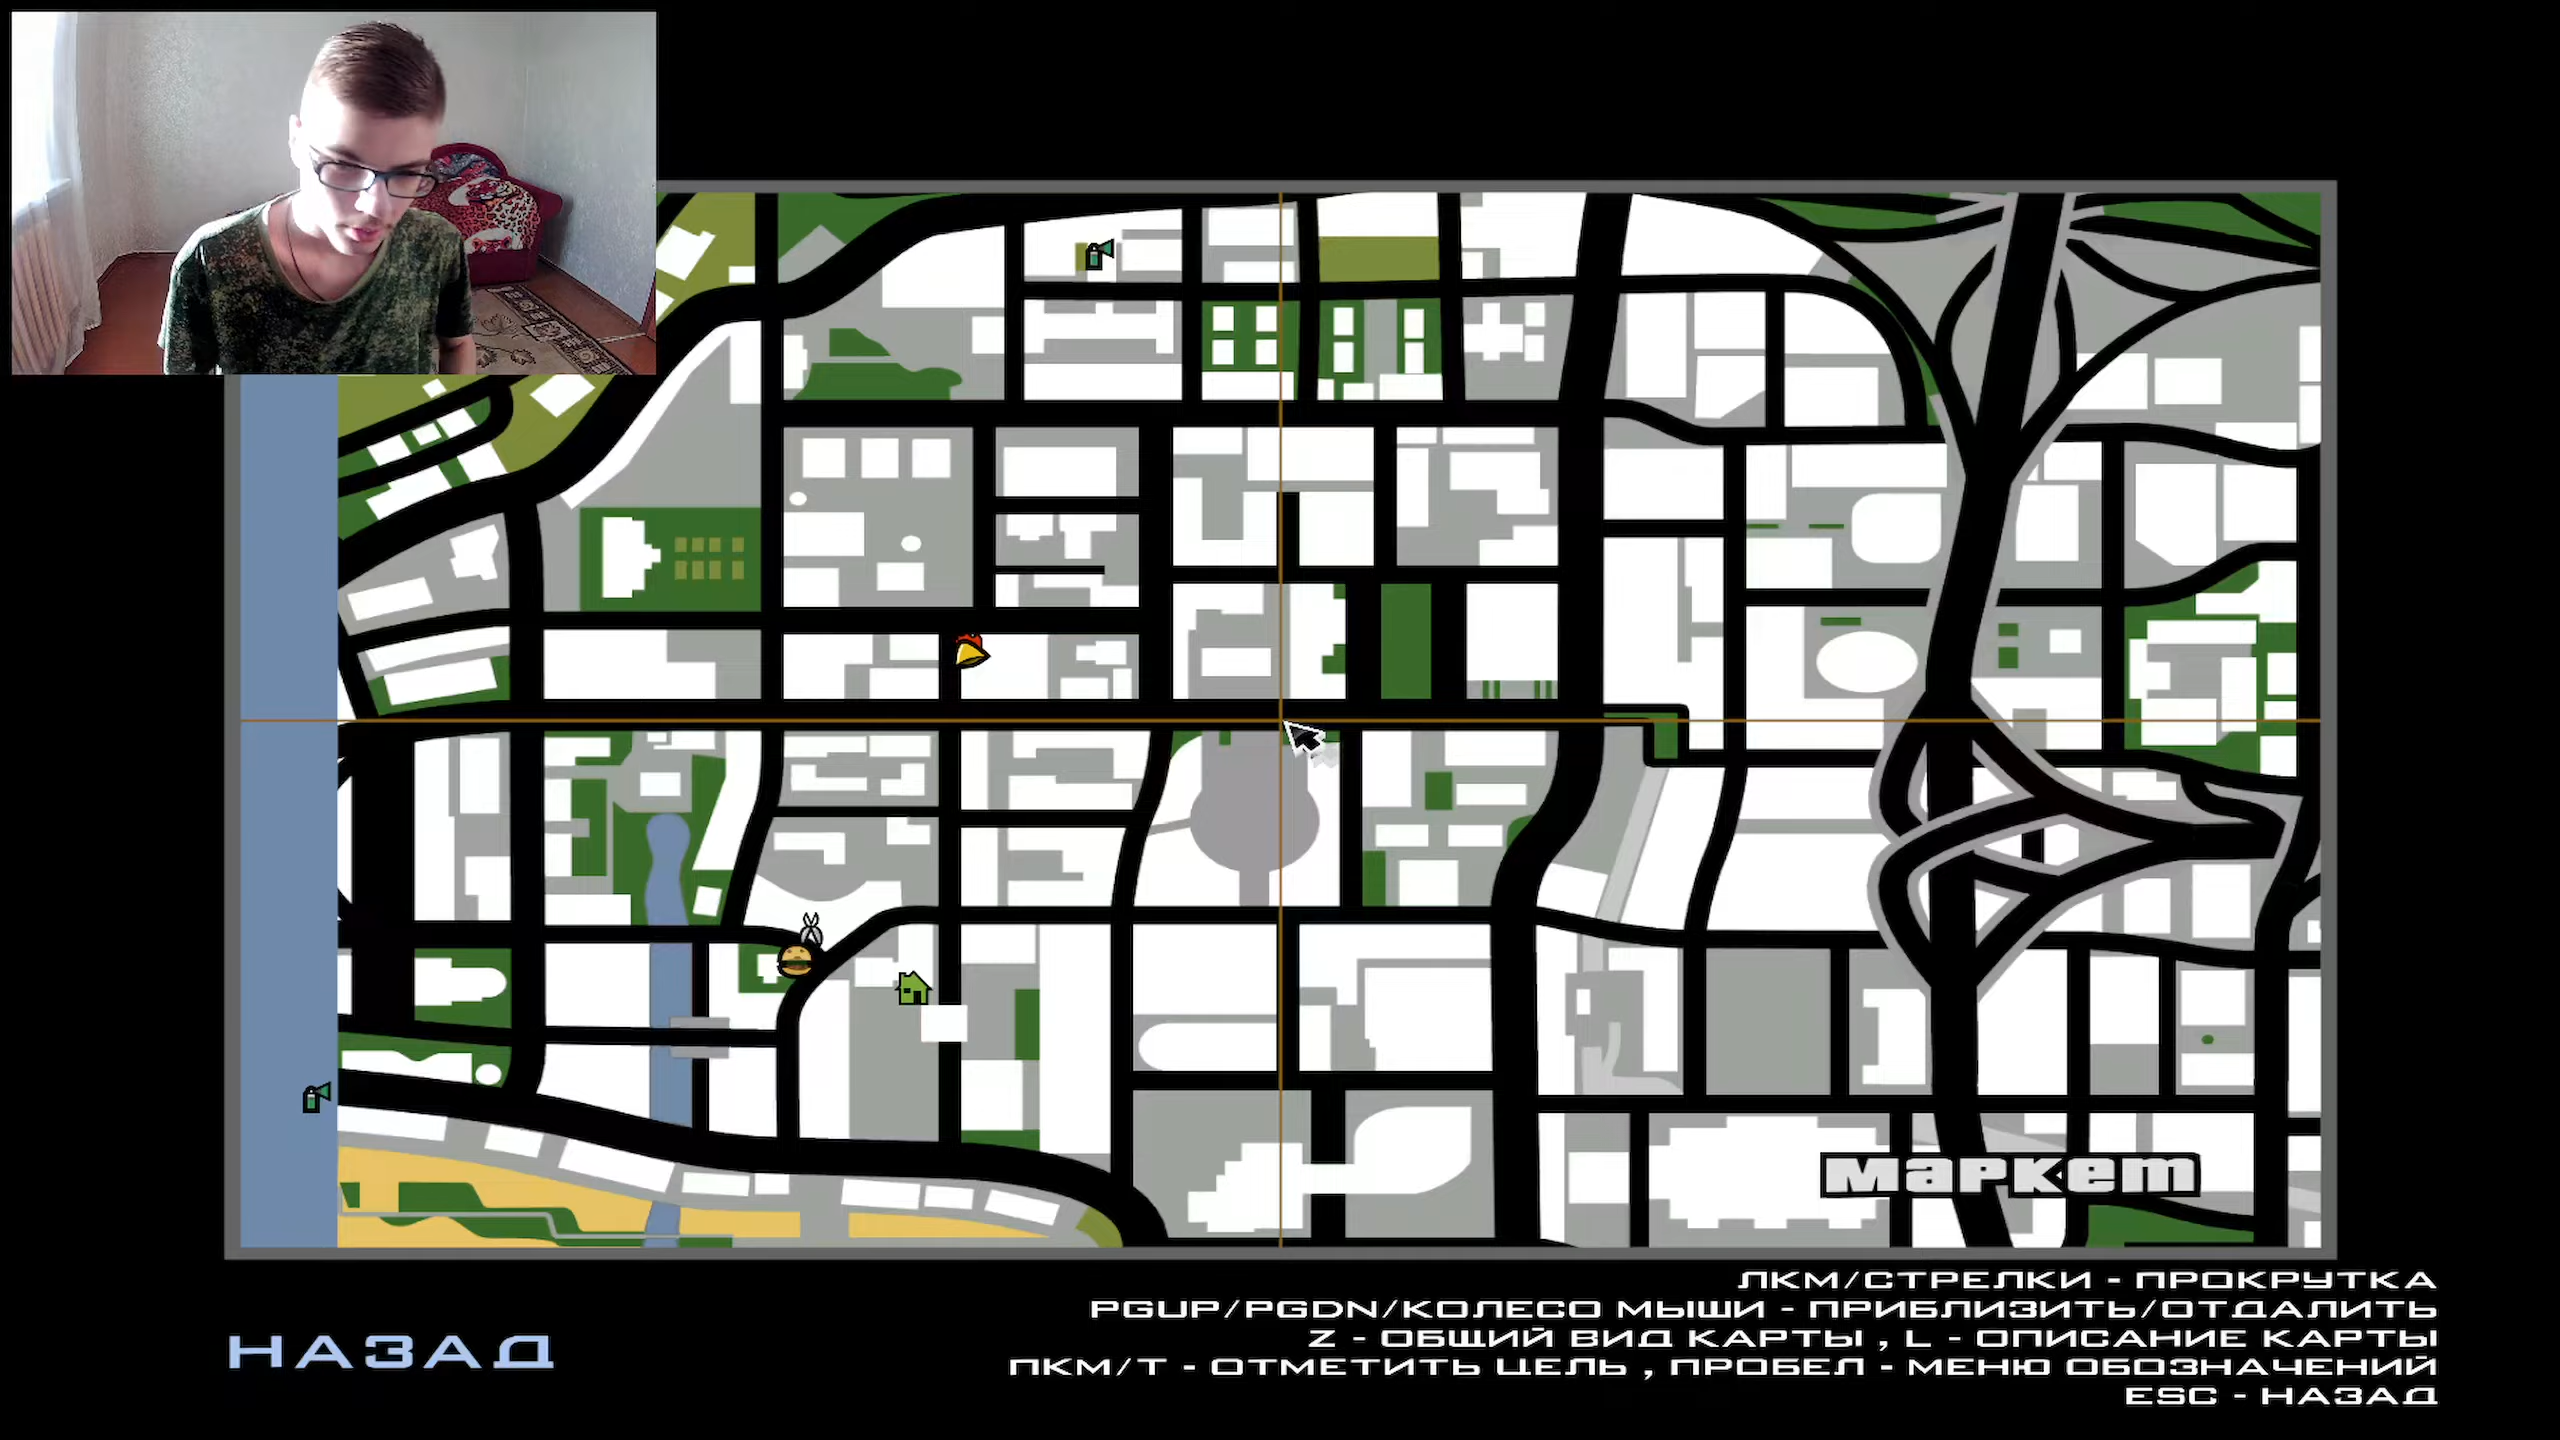 маркет
ЛКМ/СТРЕЛКИ - ПРОКРУТКА
PGUP/PGDN/КОЛЕСО МЫШИ - ПРИБЛИЗИТЬ/ОТДАЛИТЬ
Z - ОБЩИЙ ВИД КАРТЫ , L - ОПИСАНИЕ КАРТЫ
ПКМ/T - ОТМЕТИТЬ ЦЕЛЬ , ПРОБЕЛ - МЕНЮ ОБОЗНАЧЕНИЙ
ESC - НАЗАД
НАЗАД